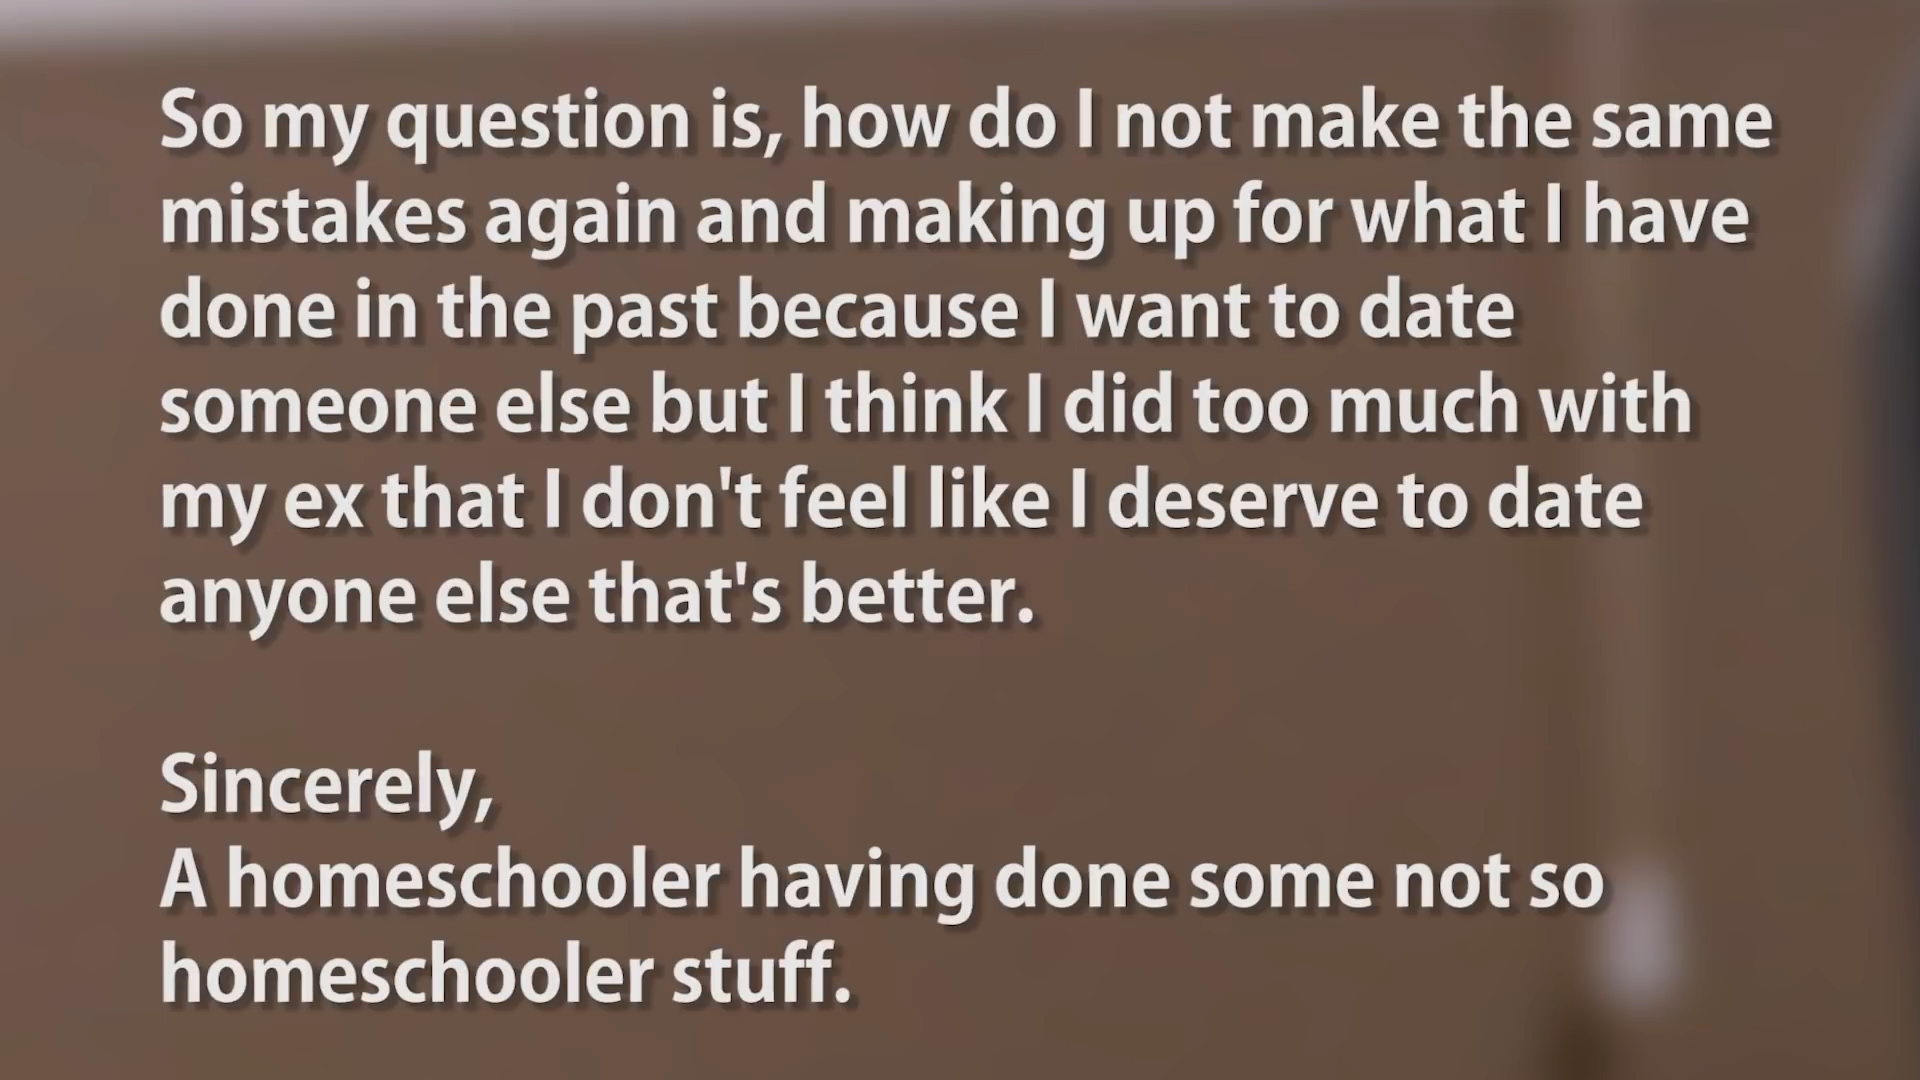 So my question is, how do I not make the same
mistakes again and making up for what I have
done in the past because I want to date
someone else but I think I did too much with
my ex that I don't feel like I deserve to date
anyone else that's better.
Sincerely,
A homeschooler having done some not so
homeschooler stuff.